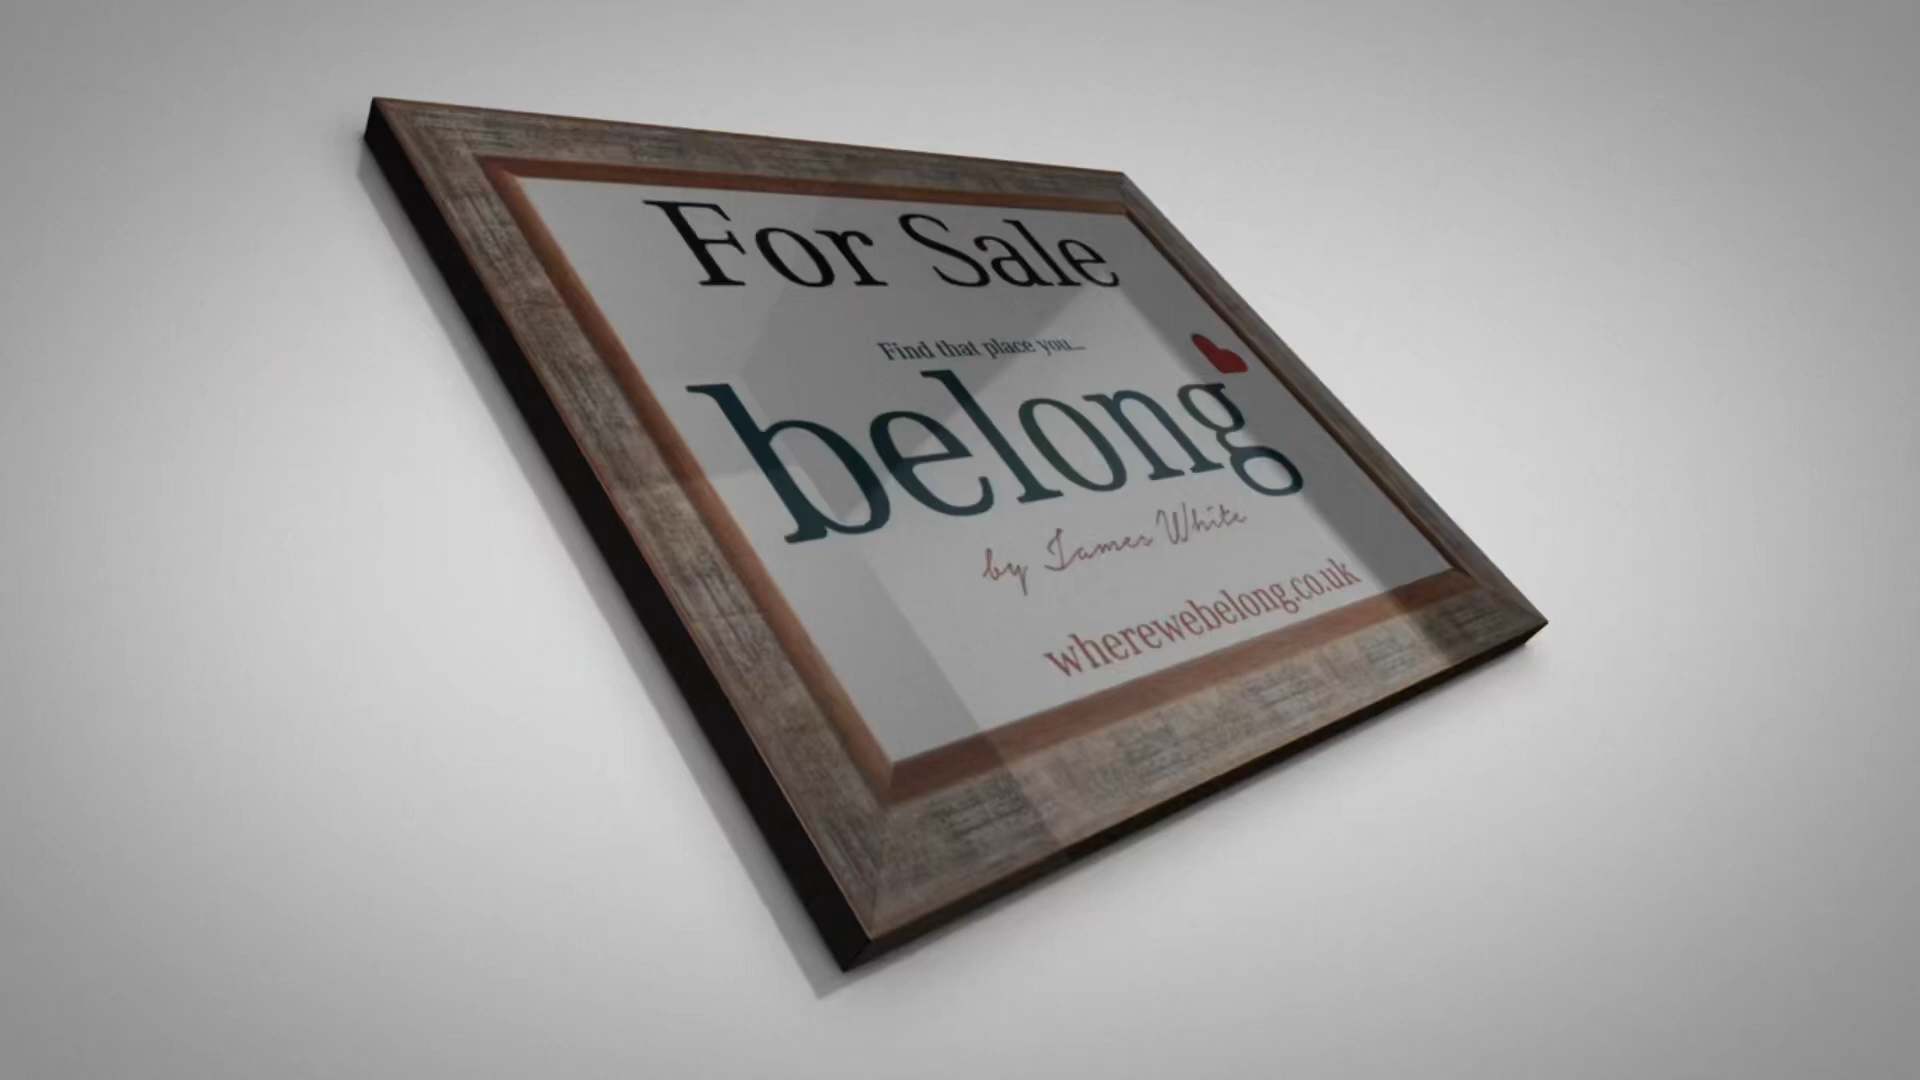 For Sale
Find that place you...
belong
by James White
wherewebelong.co.uk